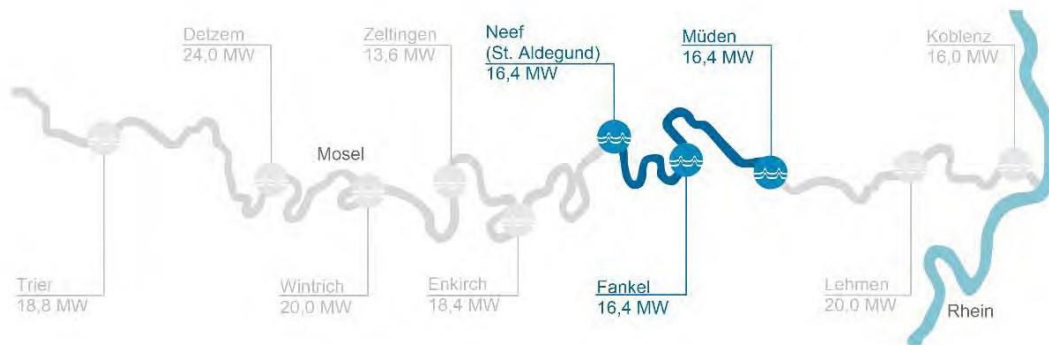 Detzem
24,0 MW
Zeltingen
13,6 MW
Neef
(St. Aldegund)
16,4 MW
Müden
16,4 MW
Koblenz
16,0 MW
Mosel
Trier
18,8 MW
Wintrich
20,0 MW
Enkirch
18,4 MW
Fankel
16,4 MW
Lehmen
20,0 MW
Rhein